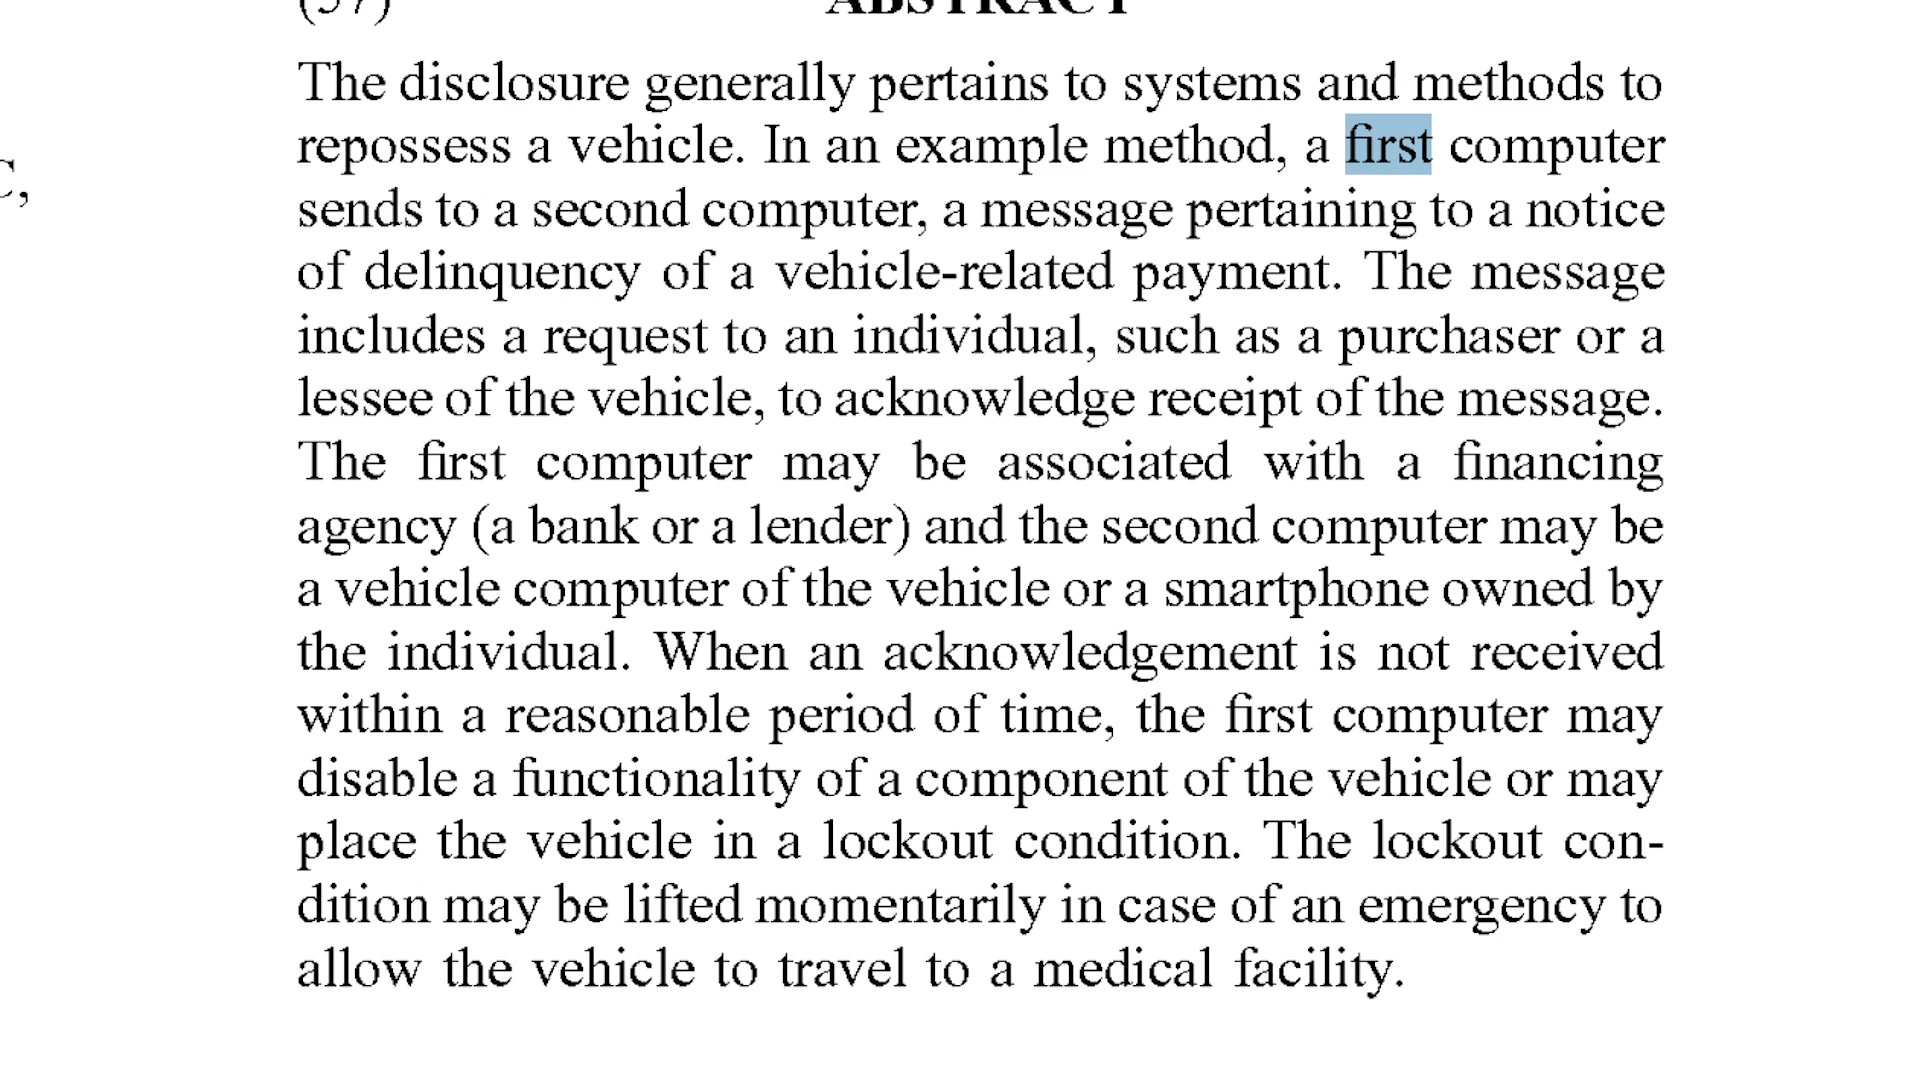 (57) ABSTRACT
The disclosure generally pertains to systems and methods to
repossess a vehicle. In an example method, a first computer
C,
sends to a second computer, a message pertaining to a notice
of delinquency of a vehicle-related payment. The message
includes a request to an individual, such as a purchaser or a
lessee of the vehicle, to acknowledge receipt of the message.
The first computer may be associated with a financing
agency (a bank or a lender) and the second computer may be
a vehicle computer of the vehicle or a smartphone owned by
the individual. When an acknowledgement is not received
within a reasonable period of time, the first computer may
disable a functionality of a component of the vehicle or may
place the vehicle in a lockout condition. The lockout con-
dition may be lifted momentarily in case of an emergency to
allow the vehicle to travel to a medical facility.